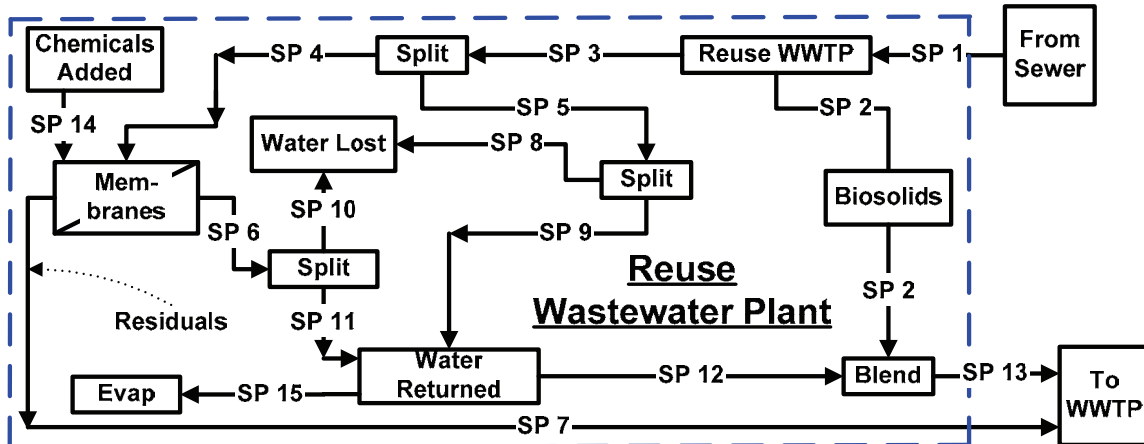 Chemicals
Added
SP 4
Split
SP 3
Reuse WWTP
SP 1
From
Sewer
SP 14
SP 5
SP 2
Water Lost
SP 8
Mem-
branes
Split
Biosolids
SP 10
SP 6
SP 9
Split
Reuse
Wastewater Plant
SP 2
Residuals
SP 11
Water
Returned
SP 12
Blend
SP 13
To
WWTP
Evap
SP 15
SP 7